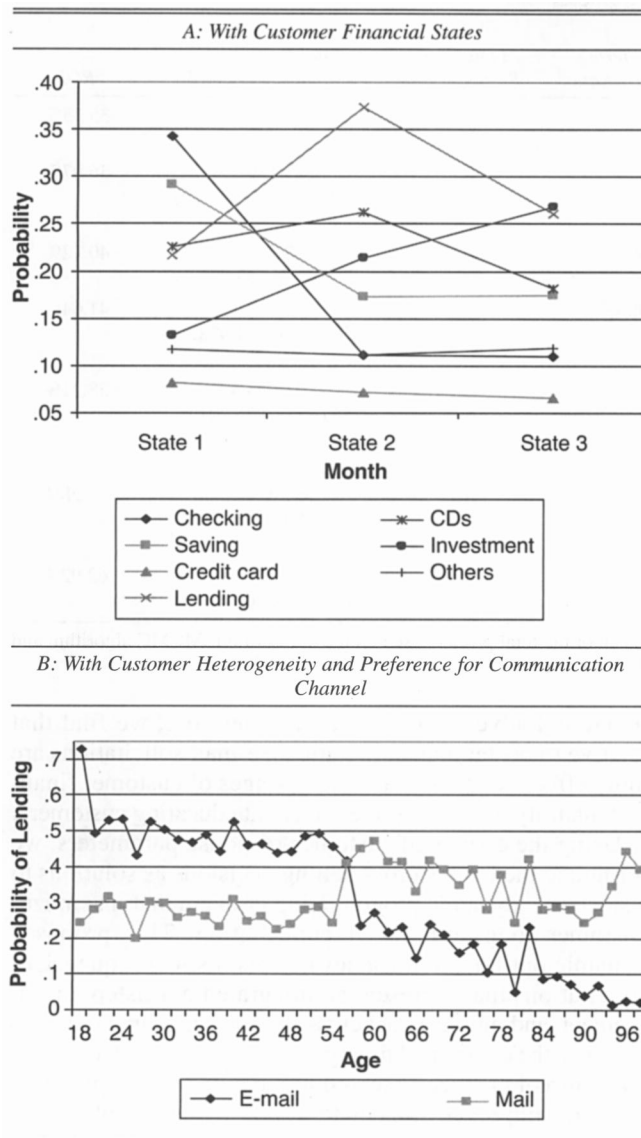 A: With Customer Financial States
.40
.35
.30
.25
.20
.15
.10
.05
Probability
State 1 State 2 State 3
Month
Checking CDs
Saving Investment
Credit card Others
Lending
B: With Customer Heterogeneity and Preference for Communication
Channel
.7
.6
.5
.4
.3
.2
.1
0
Probability of Lending
18 24 30 36 42 48 54 60 66 72 78 84 90 96
Age
E-mail Mail